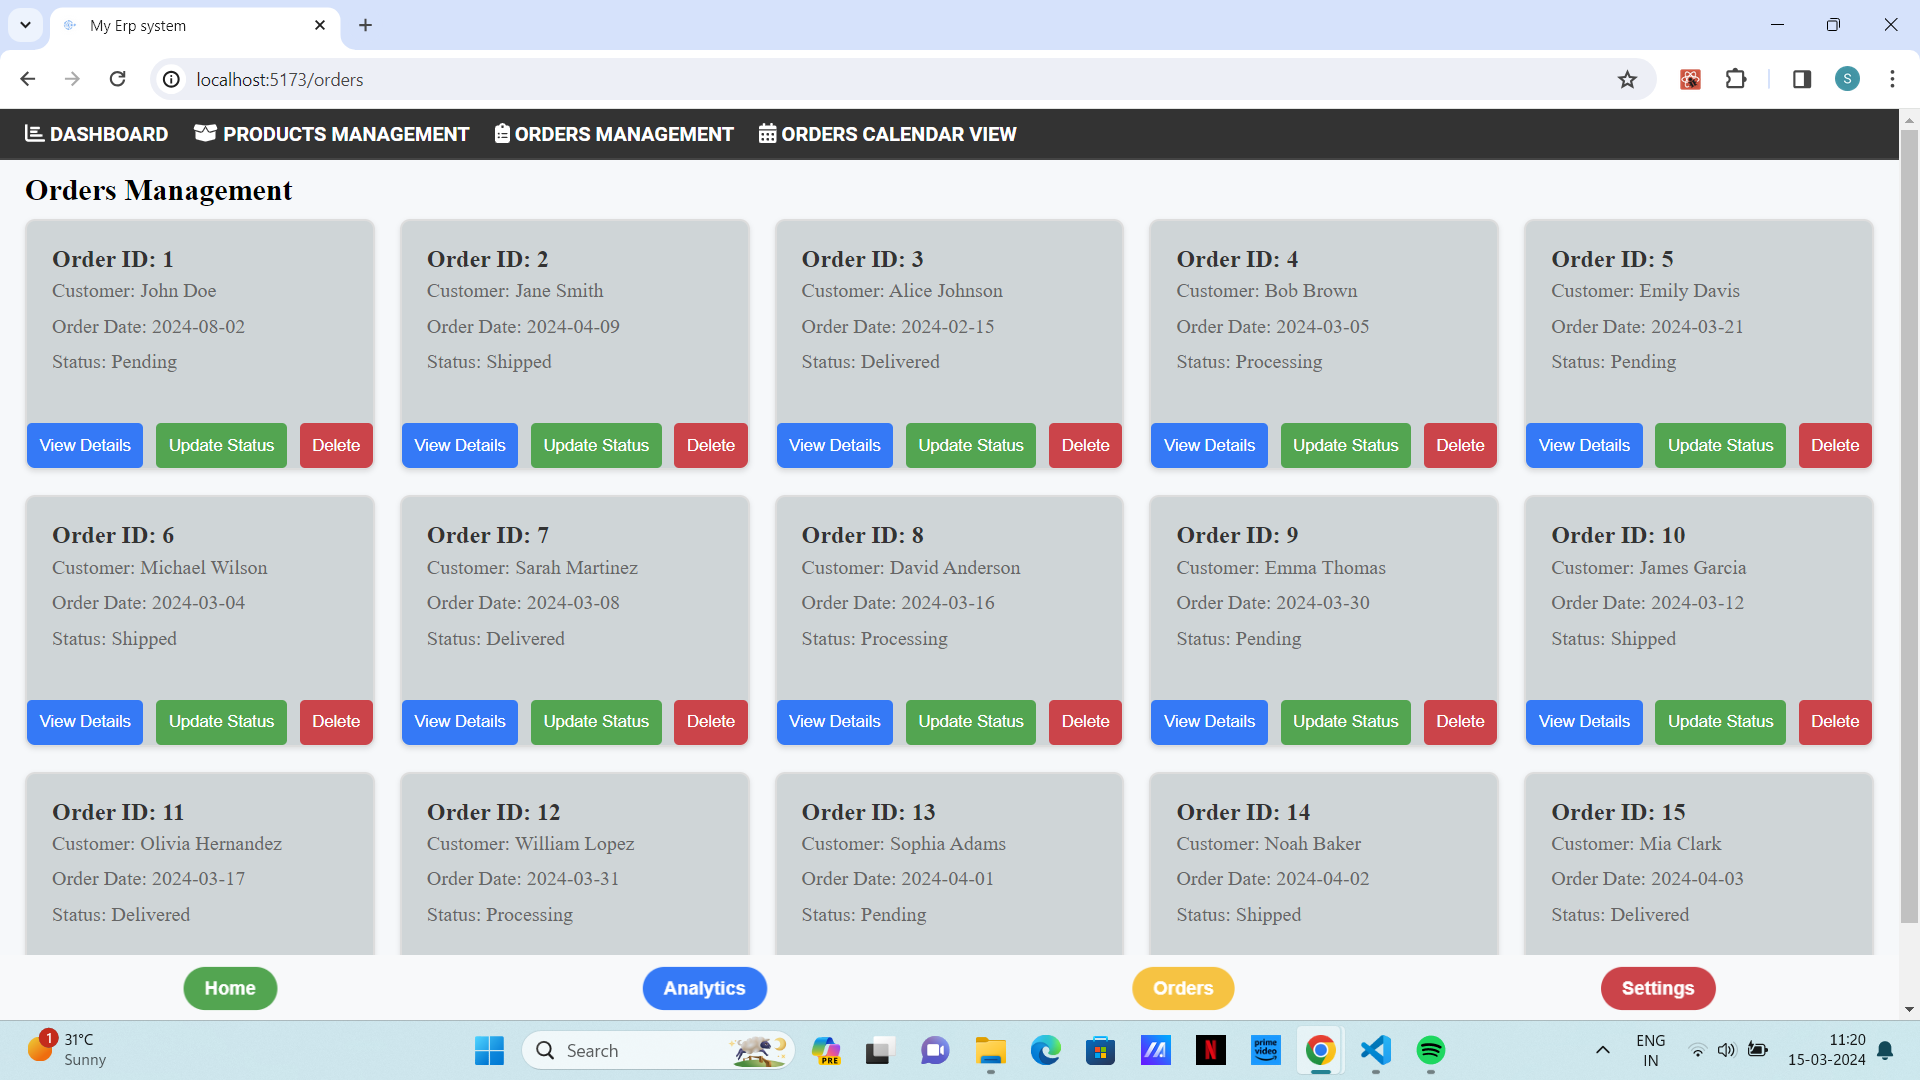 My Erp system
localhost:5173/orders
S
DASHBOARD PRODUCTS MANAGEMENT ORDERS MANAGEMENT ORDERS CALENDAR VIEW
Orders Management
Order ID: 1
Customer: John Doe
Order Date: 2024-08-02
Status: Pending
View Details Update Status Delete
Order ID: 2
Customer: Jane Smith
Order Date: 2024-04-09
Status: Shipped
View Details Update Status Delete
Order ID: 3
Customer: Alice Johnson
Order Date: 2024-02-15
Status: Delivered
View Details Update Status Delete
Order ID: 4
Customer: Bob Brown
Order Date: 2024-03-05
Status: Processing
View Details Update Status Delete
Order ID: 5
Customer: Emily Davis
Order Date: 2024-03-21
Status: Pending
View Details Update Status Delete
Order ID: 6
Customer: Michael Wilson
Order Date: 2024-03-04
Status: Shipped
View Details Update Status Delete
Order ID: 7
Customer: Sarah Martinez
Order Date: 2024-03-08
Status: Delivered
View Details Update Status Delete
Order ID: 8
Customer: David Anderson
Order Date: 2024-03-16
Status: Processing
View Details Update Status Delete
Order ID: 9
Customer: Emma Thomas
Order Date: 2024-03-30
Status: Pending
View Details Update Status Delete
Order ID: 10
Customer: James Garcia
Order Date: 2024-03-12
Status: Shipped
View Details Update Status Delete
Order ID: 11
Customer: Olivia Hernandez
Order Date: 2024-03-17
Status: Delivered
Order ID: 12
Customer: William Lopez
Order Date: 2024-03-31
Status: Processing
Order ID: 13
Customer: Sophia Adams
Order Date: 2024-04-01
Status: Pending
Order ID: 14
Customer: Noah Baker
Order Date: 2024-04-02
Status: Shipped
Order ID: 15
Customer: Mia Clark
Order Date: 2024-04-03
Status: Delivered
Home Analytics Orders Settings
1
31°C
Sunny
Search
PRE
N
prime
video
ENG
IN
11:20
15-03-2024